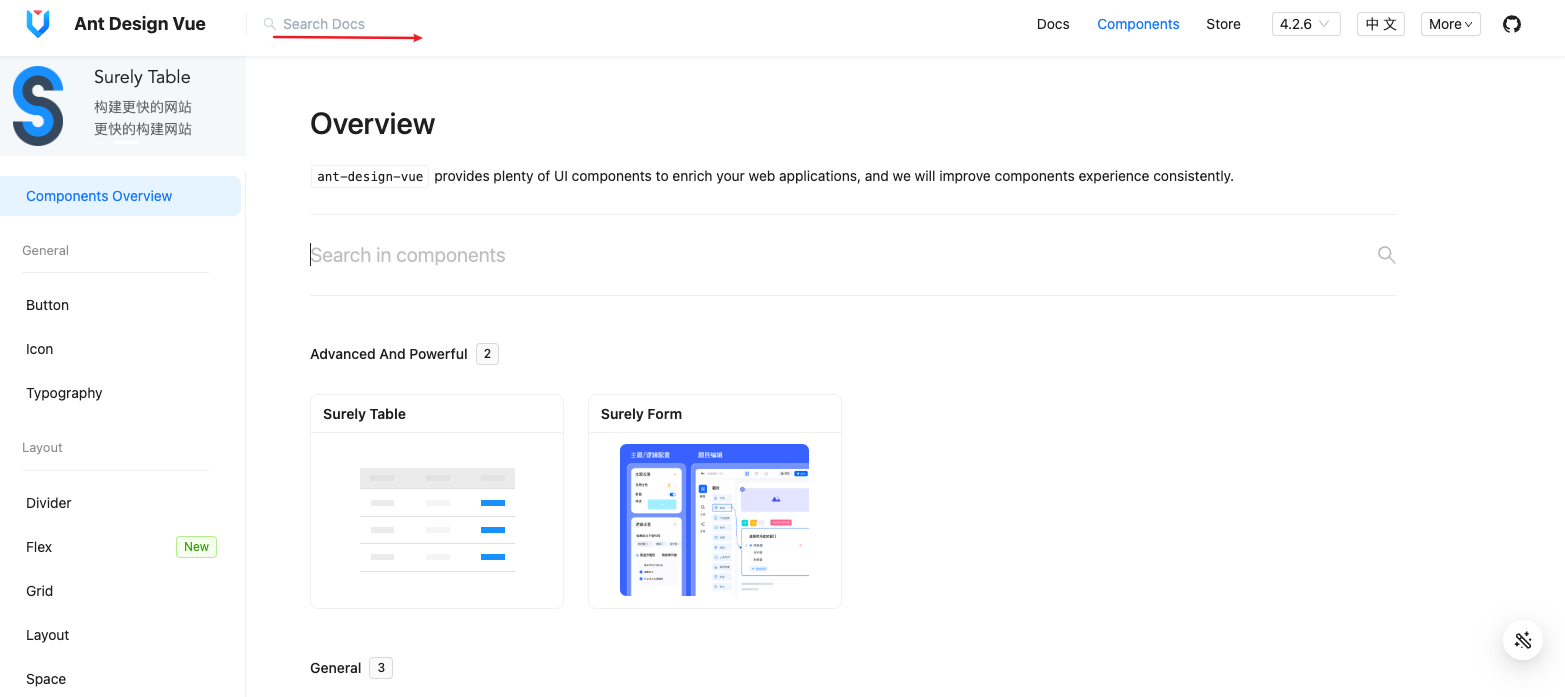 Ant Design Vue
Search Docs
Docs
Components
Store
4.2.6
中 文
More
Surely Table
构建更快的网站
更快的构建网站
Components Overview
General
Button
Icon
Typography
Layout
Divider
Flex
New
Grid
Layout
Space
Overview
ant-design-vue provides plenty of UI components to enrich your web applications, and we will improve components experience consistently.
Search in components
Advanced And Powerful 2
Surely Table
Surely Form
主题/逻辑配置
题目编辑
General 3